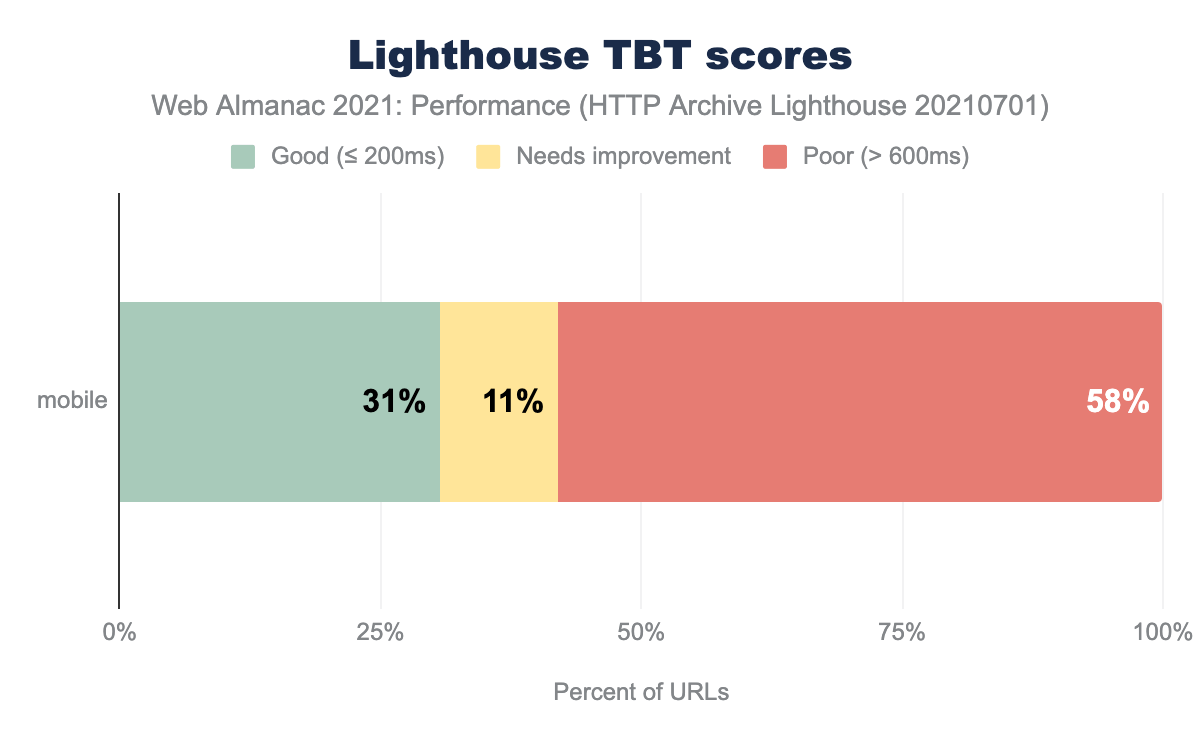 Lighthouse TBT scores
Web Almanac 2021: Performance (HTTP Archive Lighthouse 20210701)
Good (≤ 200ms) Needs improvement Poor (> 600ms)
mobile 31% 11% 58%
0% 25% 50% 75% 100%
Percent of URLs